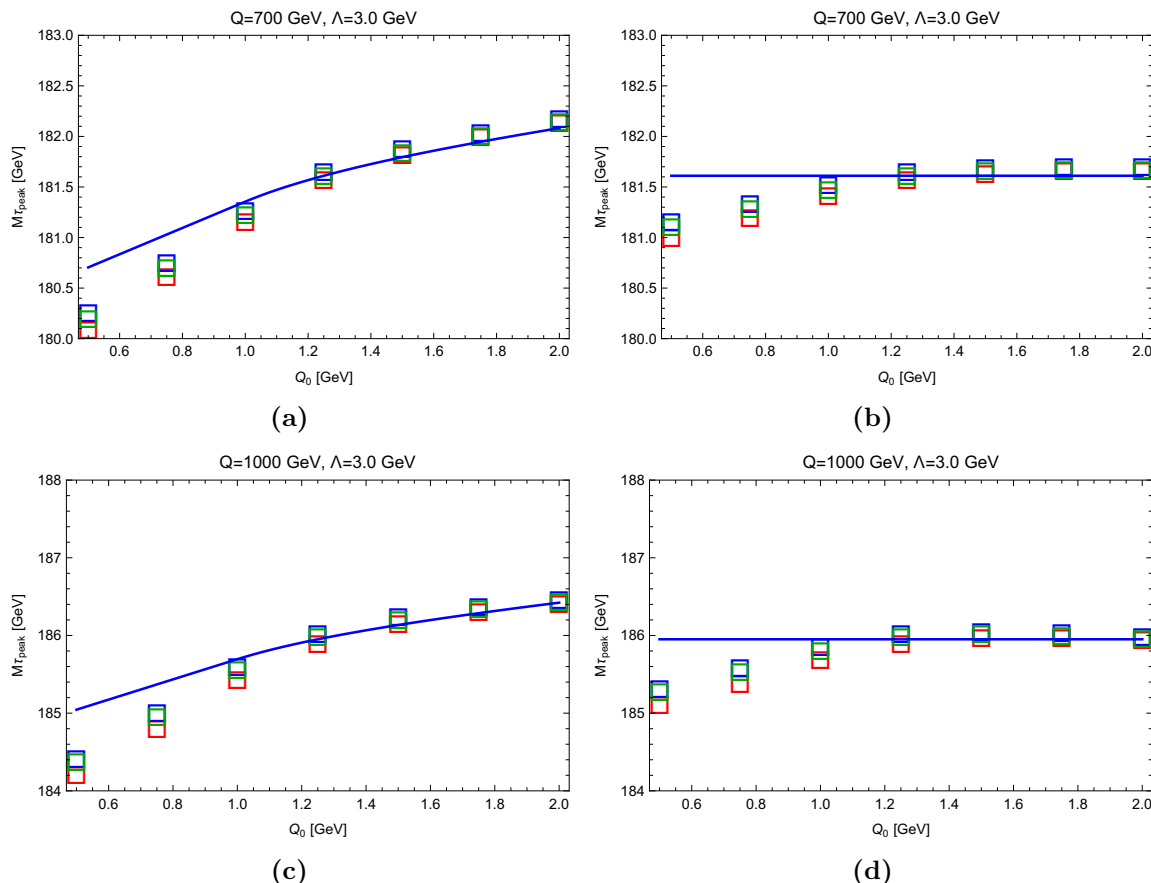 Q=700 GeV, Λ=3.0 GeV
183.0
182.5
182.0
181.5
181.0
180.5
180.0
Mτpeak [GeV]
0.6 0.8 1.0 1.2 1.4 1.6 1.8 2.0
Q0 [GeV]
(a)
Q=700 GeV, Λ=3.0 GeV
183.0
182.5
182.0
181.5
181.0
180.5
180.0
Mτpeak [GeV]
0.6 0.8 1.0 1.2 1.4 1.6 1.8 2.0
Q0 [GeV]
(b)
Q=1000 GeV, Λ=3.0 GeV
188
187
186
185
184
Mτpeak [GeV]
0.6 0.8 1.0 1.2 1.4 1.6 1.8 2.0
Q0 [GeV]
(c)
Q=1000 GeV, Λ=3.0 GeV
188
187
186
185
184
Mτpeak [GeV]
0.6 0.8 1.0 1.2 1.4 1.6 1.8 2.0
Q0 [GeV]
(d)